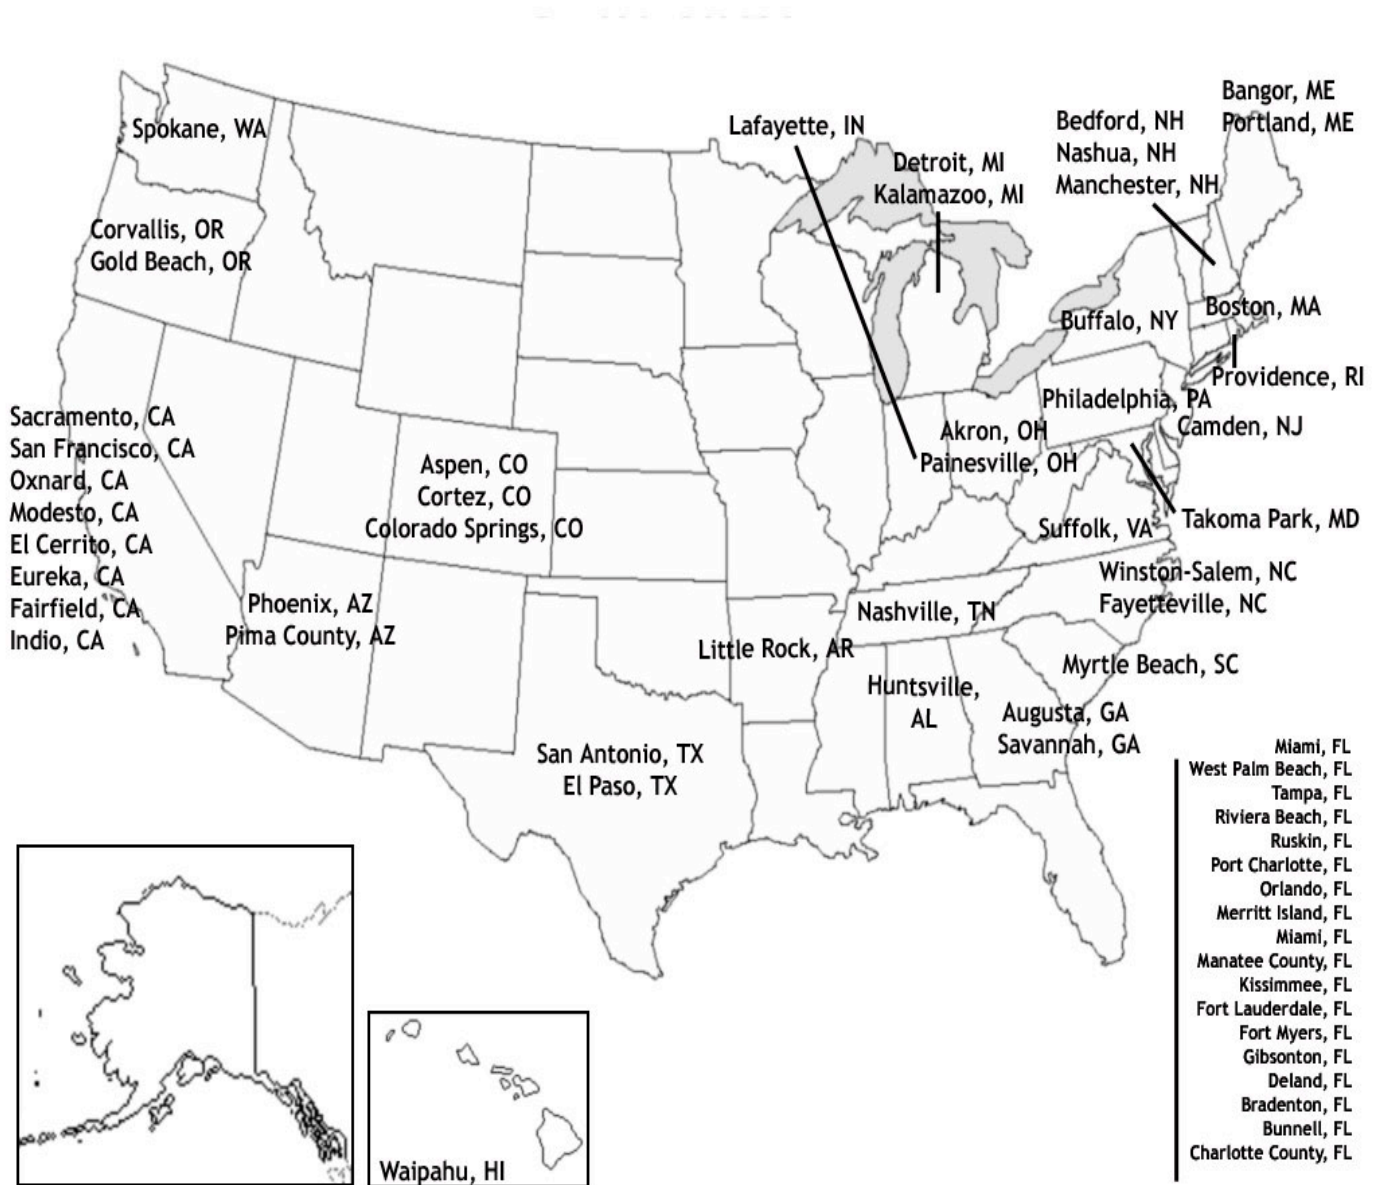 Spokane, WA
Corvallis, OR
Gold Beach, OR
Sacramento, CA
San Francisco, CA
Oxnard, CA
Modesto, CA
El Cerrito, CA
Eureka, CA
Fairfield, CA
Indio, CA
Phoenix, AZ
Pima County, AZ
Aspen, CO
Cortez, CO
Colorado Springs, CO
San Antonio, TX
El Paso, TX
Little Rock, AR
Lafayette, IN
Detroit, MI
Kalamazoo, MI
Akron, OH
Painesville, OH
Nashville, TN
Huntsville,
AL
Augusta, GA
Savannah, GA
Myrtle Beach, SC
Winston-Salem, NC
Fayetteville, NC
Suffolk, VA
Takoma Park, MD
Camden, NJ
Philadelphia, PA
Buffalo, NY
Providence, RI
Boston, MA
Bedford, NH
Nashua, NH
Manchester, NH
Bangor, ME
Portland, ME
Miami, FL
West Palm Beach, FL
Tampa, FL
Riviera Beach, FL
Ruskin, FL
Port Charlotte, FL
Orlando, FL
Merritt Island, FL
Miami, FL
Manatee County, FL
Kissimmee, FL
Fort Lauderdale, FL
Fort Myers, FL
Gibsonton, FL
Deland, FL
Bradenton, FL
Bunnell, FL
Charlotte County, FL
Waipahu, HI